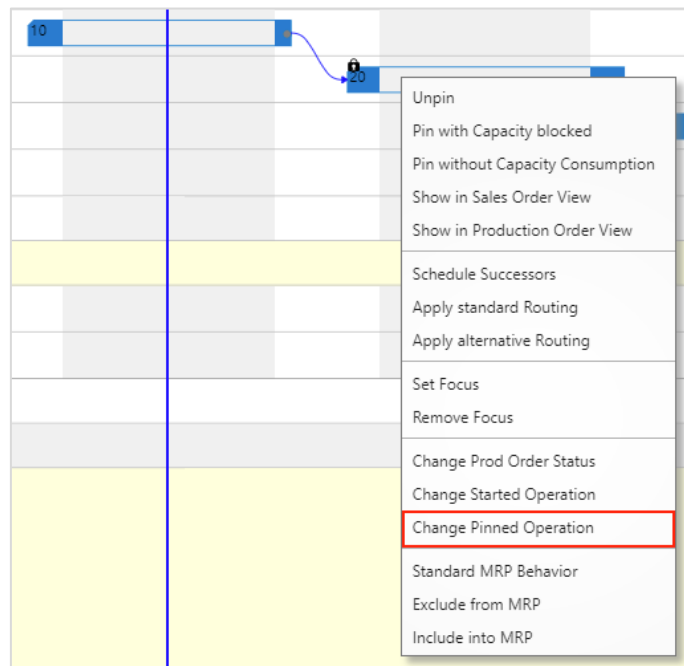 10
20
Unpin
Pin with Capacity blocked
Pin without Capacity Consumption
Show in Sales Order View
Show in Production Order View
Schedule Successors
Apply standard Routing
Apply alternative Routing
Set Focus
Remove Focus
Change Prod Order Status
Change Started Operation
Change Pinned Operation
Standard MRP Behavior
Exclude from MRP
Include into MRP